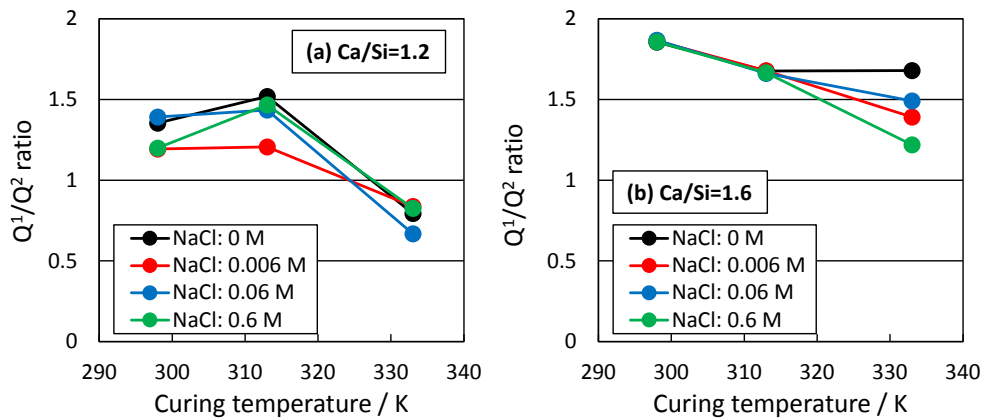 2
1.5
1
0.5
0
Q¹/Q² ratio
(a) Ca/Si=1.2
NaCl: 0 M
NaCl: 0.006 M
NaCl: 0.06 M
NaCl: 0.6 M
290 300 310 320 330 340
Curing temperature / K
2
1.5
1
0.5
0
Q¹/Q² ratio
(b) Ca/Si=1.6
NaCl: 0 M
NaCl: 0.006 M
NaCl: 0.06 M
NaCl: 0.6 M
290 300 310 320 330 340
Curing temperature / K